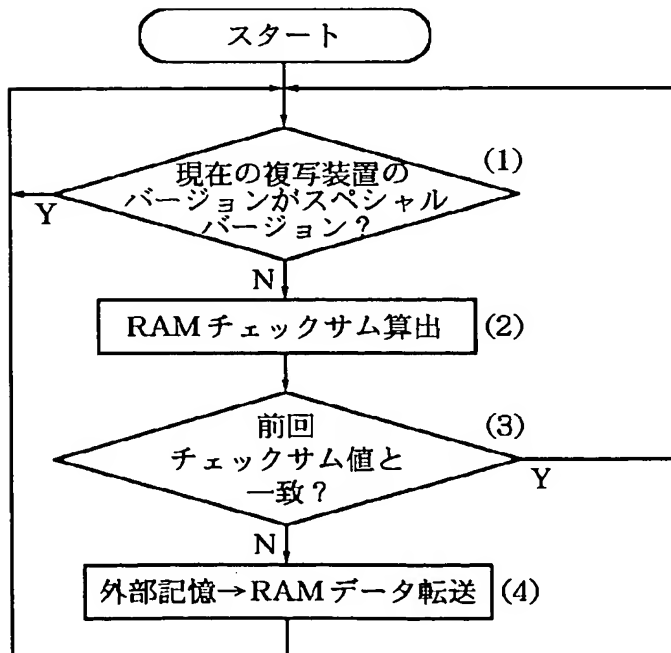 スタート
(1)
現在の複写装置の
バージョンがスペシャル
バージョン?
Y
N
RAMチェックサム算出
(2)
前回
(3)
チェックサム値と
一致?
Y
N
外部記憶→RAMデータ転送
(4)